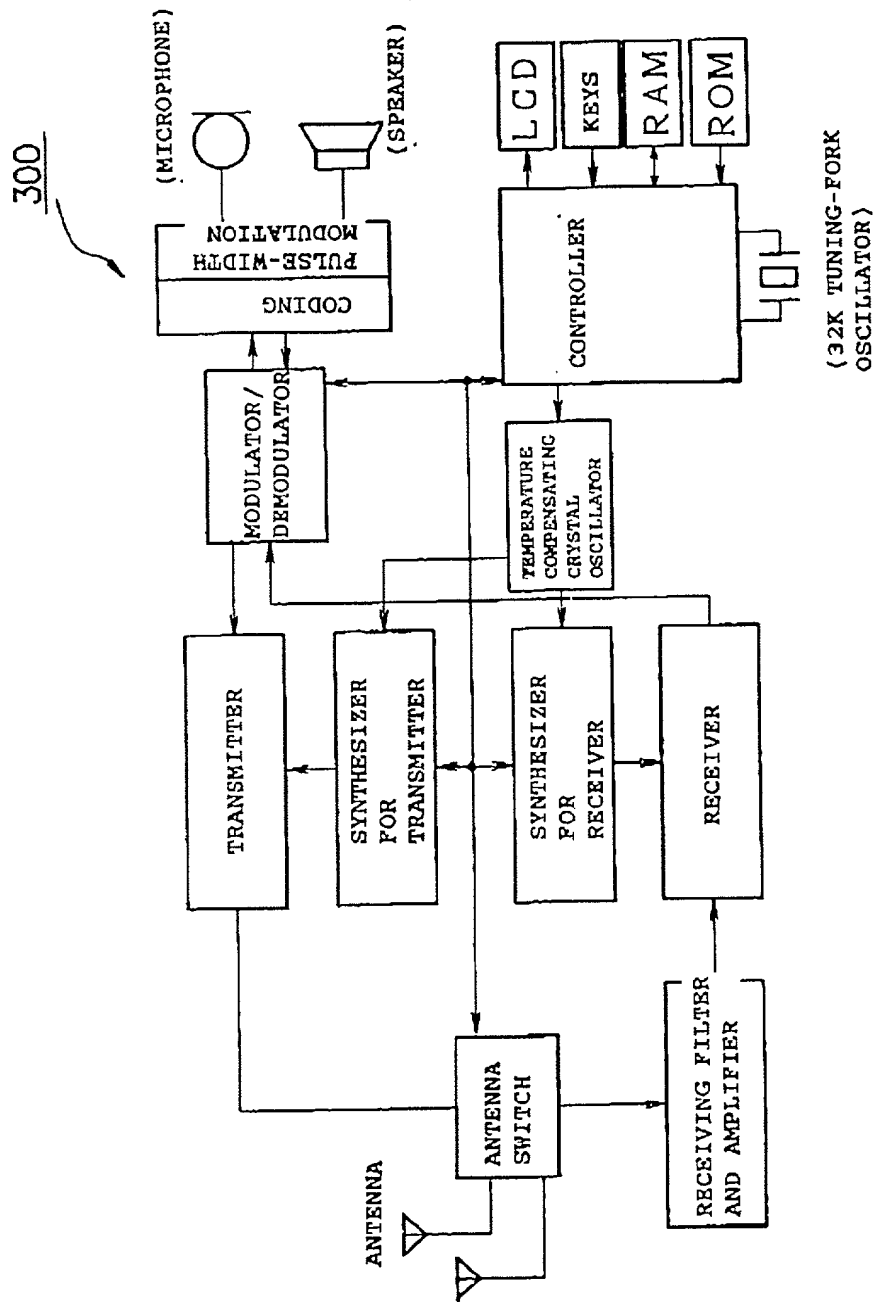 300
(MICROPHONE)
(SPEAKER)
PULSE-WIDTH
MODULATION
CODING
MODULATOR/
DEMODULATOR
TRANSMITTER
SYNTHESIZER
FOR
TRANSMITTER
ANTENNA
ANTENNA
SWITCH
LCD
KEYS
RAM
ROM
CONTROLLER
(32K TUNING-FORK
OSCILLATOR)
TEMPERATURE
COMPENSATING
CRYSTAL
OSCILLATOR
SYNTHESIZER
FOR
RECEIVER
RECEIVER
RECEIVING FILTER
AND AMPLIFIER